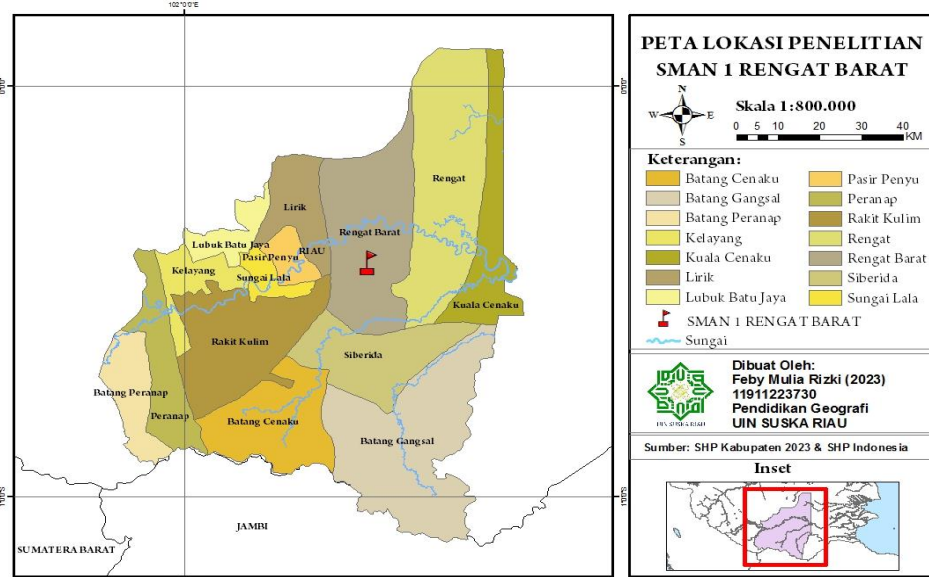 102°0'0"E
0°0'0"
0°0'0"
Lirik
Rengat
Rengat Barat
Lubuk Batu Jaya
RIAU
Pasir Penyu
Kelayang
Sungai Lala
Kuala Cenaku
Rakit Kulim
Siberida
Batang Peranap
Peranap
Batang Cenaku
Batang Gangsal
1°0'0"S
1°0'0"S
JAMBI
SUMATERA BARAT
PETA LOKASI PENELITIAN
SMAN 1 RENGAT BARAT
N
W E
S
Skala 1:800.000
0 5 10 20 30 40
KM
Keterangan:
Batang Cenaku
Batang Gangsal
Batang Peranap
Kelayang
Kuala Cenaku
Lirik
Lubuk Batu Jaya
Pasir Penyu
Peranap
Rakit Kulim
Rengat
Rengat Barat
Siberida
Sungai Lala
SMAN 1 RENGAT BARAT
Sungai
UIN SUSKA RIAU
Dibuat Oleh:
Feby Mulia Rizki (2023)
11911223730
Pendidikan Geografi
UIN SUSKA RIAU
Sumber: SHP Kabupaten 2023 & SHP Indonesia
Inset